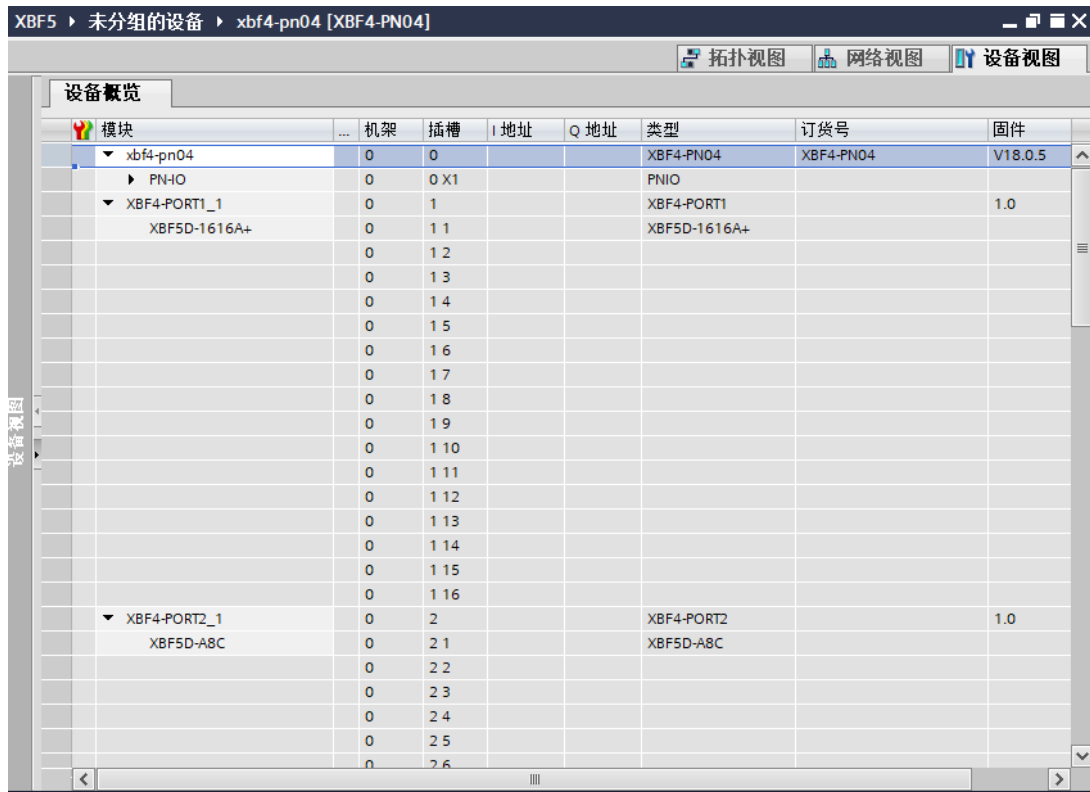 XBF5 ▸ 未分组的设备 ▸ xbf4-pn04 [XBF4-PN04]
拓扑视图 网络视图 设备视图
设备概览
模块 ... 机架 插槽 I 地址 Q 地址 类型 订货号 固件
xbf4-pn04 0 0 XBF4-PN04 XBF4-PN04 V18.0.5
PN-IO 0 0 X1 PNIO
XBF4-PORT1_1 0 1 XBF4-PORT1 1.0
XBF5D-1616A+ 0 1 1 XBF5D-1616A+
0 1 2
0 1 3
0 1 4
0 1 5
0 1 6
0 1 7
0 1 8
0 1 9
0 1 10
0 1 11
0 1 12
0 1 13
0 1 14
0 1 15
0 1 16
XBF4-PORT2_1 0 2 XBF4-PORT2 1.0
XBF5D-A8C 0 2 1 XBF5D-A8C
0 2 2
0 2 3
0 2 4
0 2 5
0 2 6
设备视图